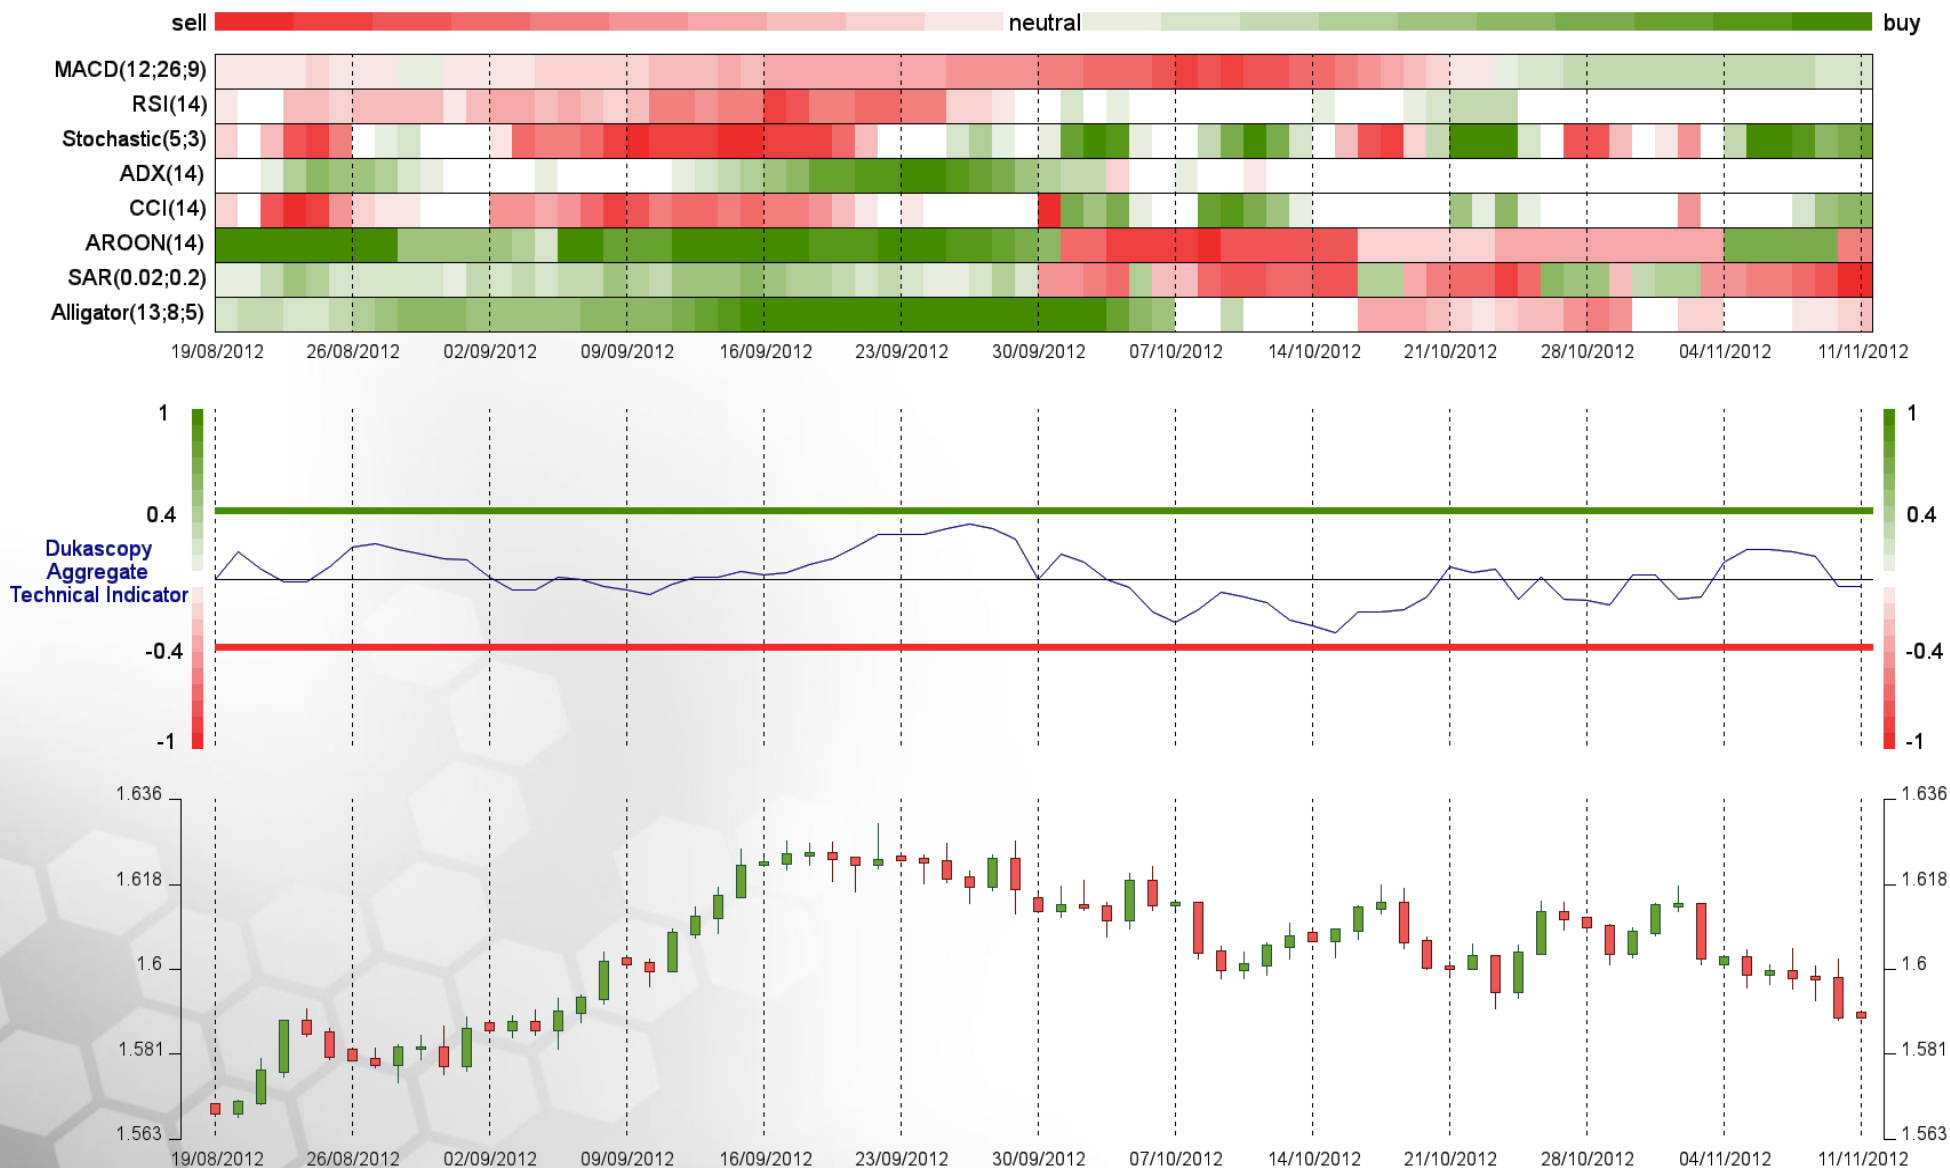 sell neutral buy
MACD(12;26;9)
RSI(14)
Stochastic(5;3)
ADX(14)
CCI(14)
AROON(14)
SAR(0.02;0.2)
Alligator(13;8;5)
19/08/2012 26/08/2012 02/09/2012 09/09/2012 16/09/2012 23/09/2012 30/09/2012 07/10/2012 14/10/2012 21/10/2012 28/10/2012 04/11/2012 11/11/2012
1 1
0.4 0.4
Dukascopy
Aggregate
Technical Indicator
-0.4 -0.4
-1 -1
1.636 1.636
1.618 1.618
1.6 1.6
1.581 1.581
1.563 1.563
19/08/2012 26/08/2012 02/09/2012 09/09/2012 16/09/2012 23/09/2012 30/09/2012 07/10/2012 14/10/2012 21/10/2012 28/10/2012 04/11/2012 11/11/2012